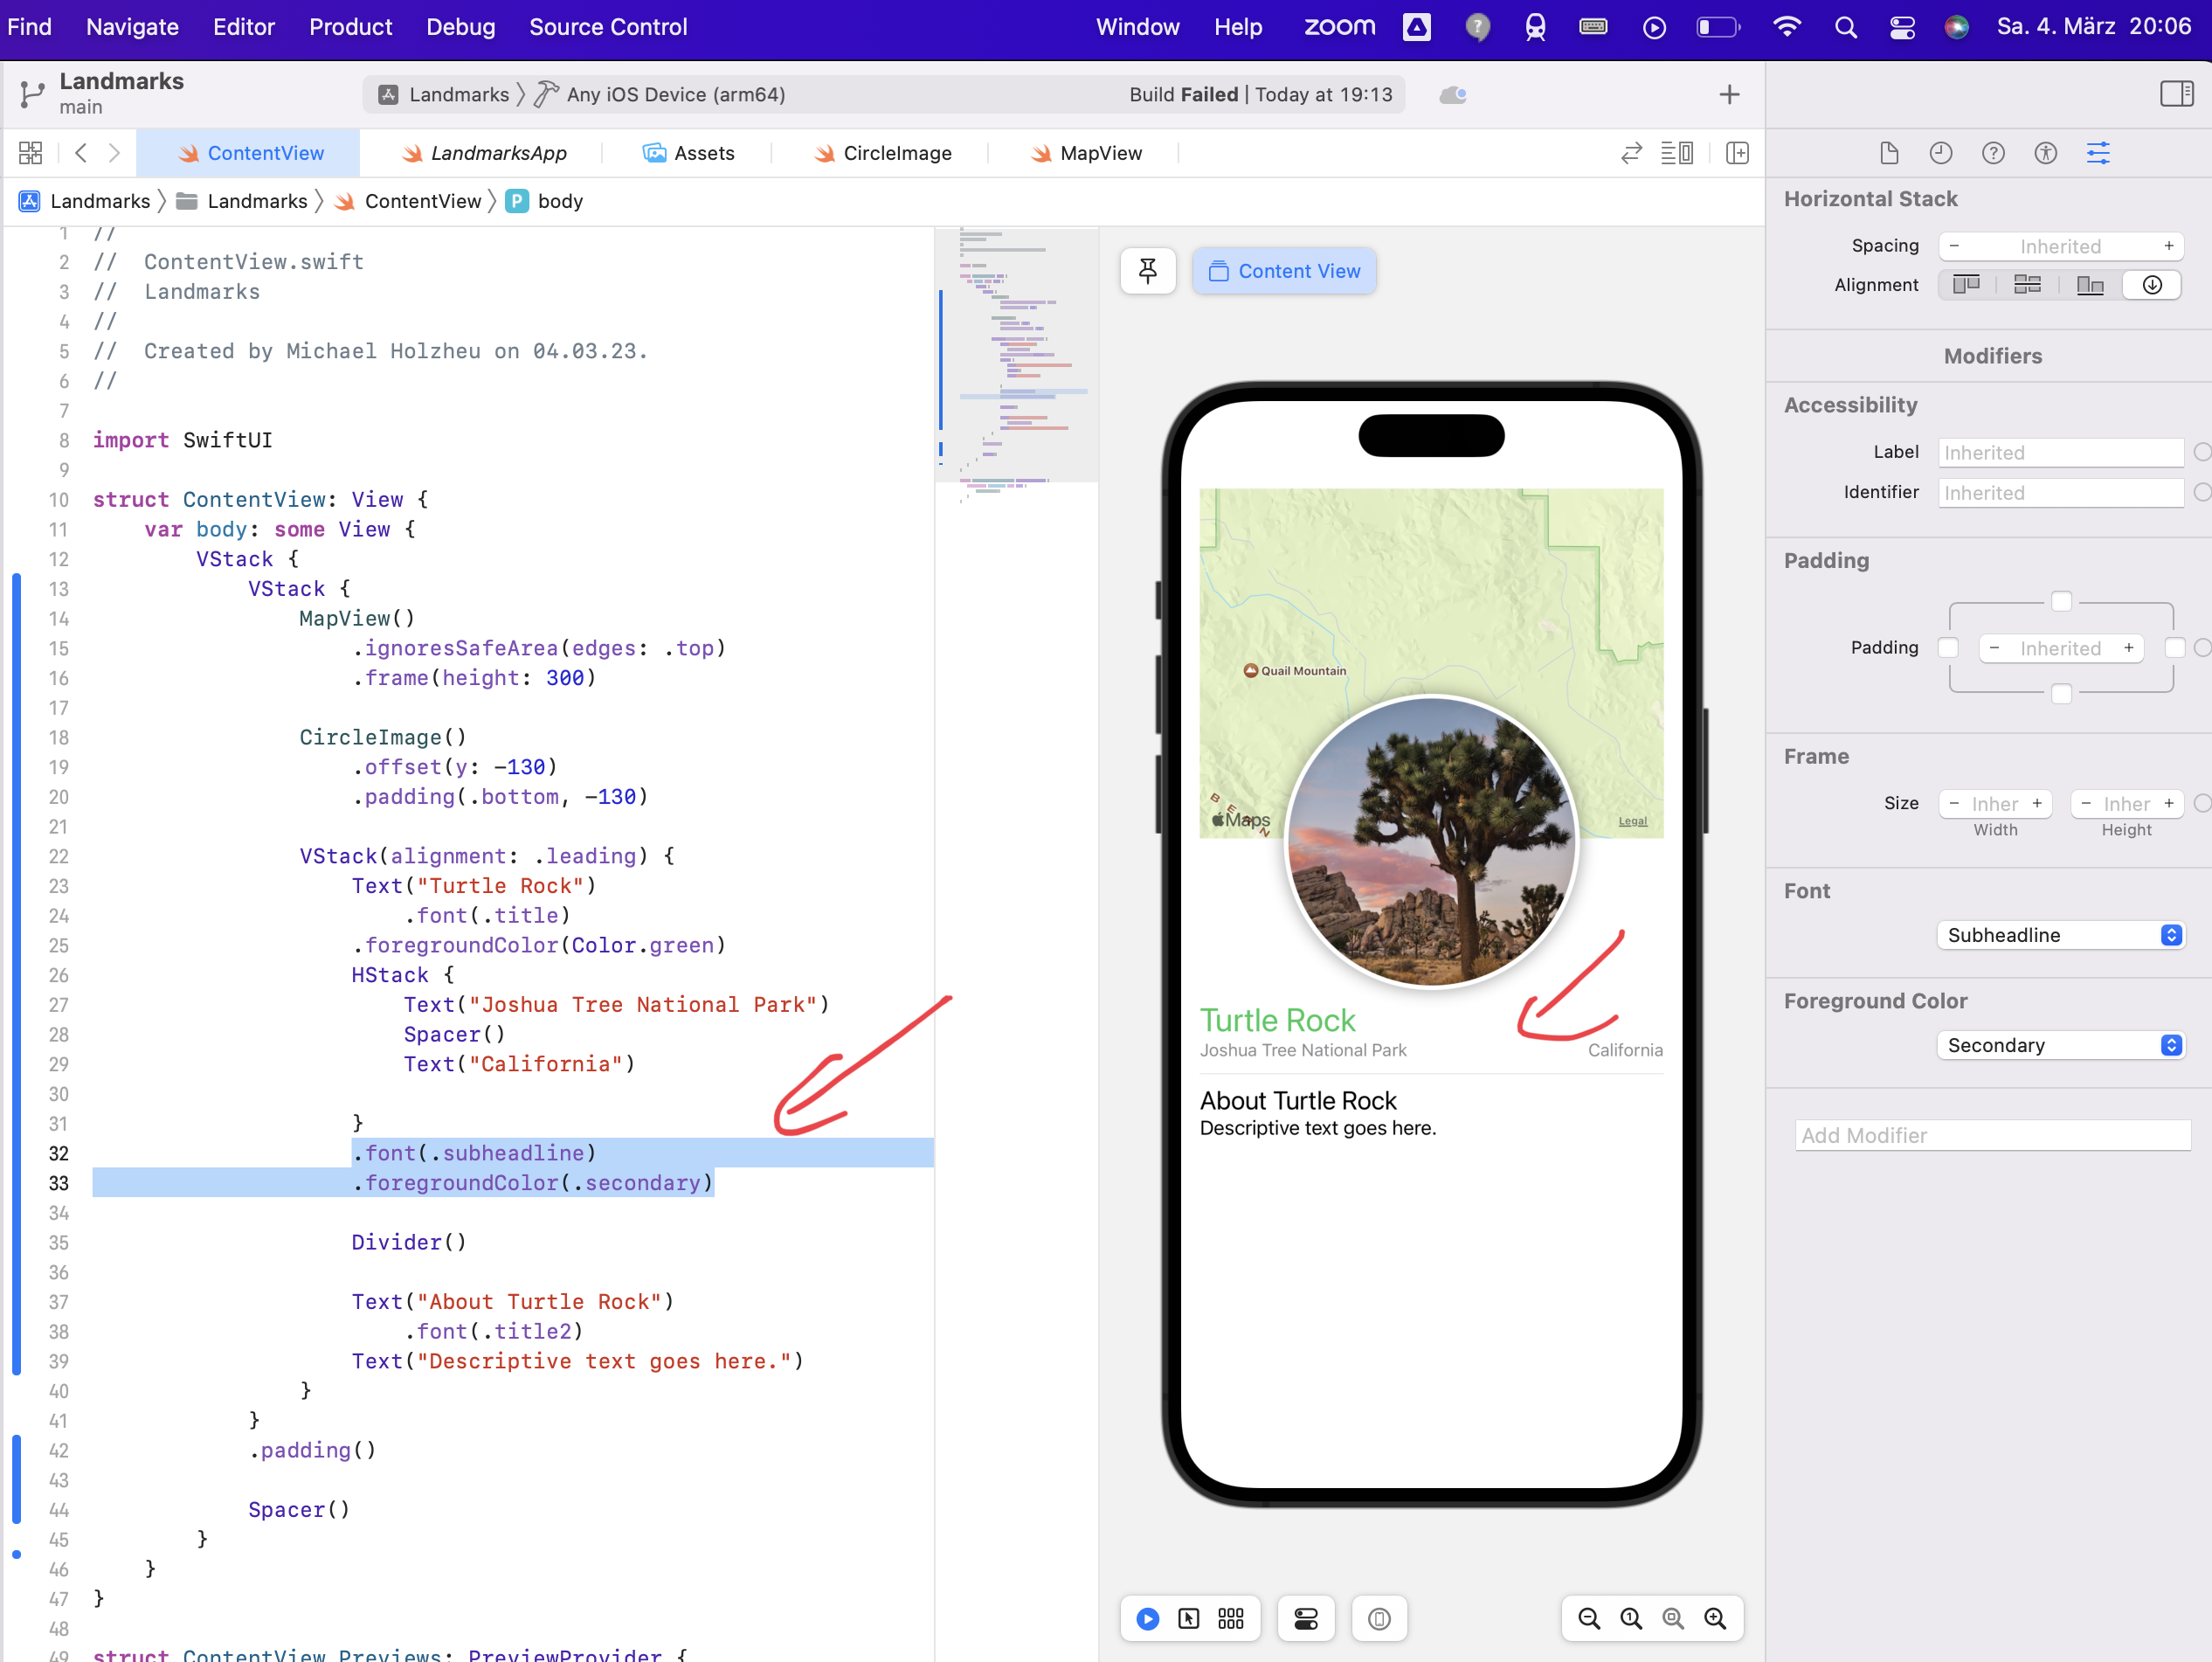 Find Navigate Editor Product Debug Source Control Window Help zoom Sa. 4. März 20:06
Landmarks
main
Landmarks 〉 Any iOS Device (arm64) Build Failed | Today at 19:13
ContentView LandmarksApp Assets CircleImage MapView
Landmarks 〉 Landmarks 〉 ContentView 〉 P body
1 //
2 //  ContentView.swift
3 //  Landmarks
4 //
5 //  Created by Michael Holzheu on 04.03.23.
6 //
7
8 import SwiftUI
9
10 struct ContentView: View {
11     var body: some View {
12         VStack {
13             VStack {
14                 MapView()
15                     .ignoresSafeArea(edges: .top)
16                     .frame(height: 300)
17
18                 CircleImage()
19                     .offset(y: -130)
20                     .padding(.bottom, -130)
21
22                 VStack(alignment: .leading) {
23                     Text("Turtle Rock")
24                         .font(.title)
25                     .foregroundColor(Color.green)
26                     HStack {
27                         Text("Joshua Tree National Park")
28                         Spacer()
29                         Text("California")
30
31                     }
32                     .font(.subheadline)
33                     .foregroundColor(.secondary)
34
35                     Divider()
36
37                     Text("About Turtle Rock")
38                         .font(.title2)
39                     Text("Descriptive text goes here.")
40                 }
41             }
42             .padding()
43
44             Spacer()
45         }
46     }
47 }
48
49 struct ContentView_Previews: PreviewProvider {
Content View
Quail Mountain
B E R N
Maps
Legal
Turtle Rock
Joshua Tree National Park California
About Turtle Rock
Descriptive text goes here.
Horizontal Stack
Spacing − Inherited +
Alignment
Modifiers
Accessibility
Label Inherited
Identifier Inherited
Padding
Padding − Inherited +
Frame
Size − Inher + − Inher +
Width Height
Font
Subheadline
Foreground Color
Secondary
Add Modifier